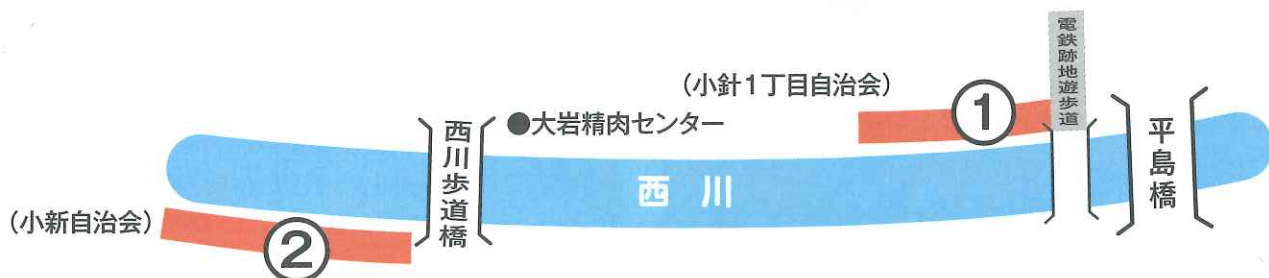 電鉄跡地遊歩道
（小針1丁目自治会）
①
西川歩道橋
●大岩精肉センター
平島橋
西川
（小新自治会）
②